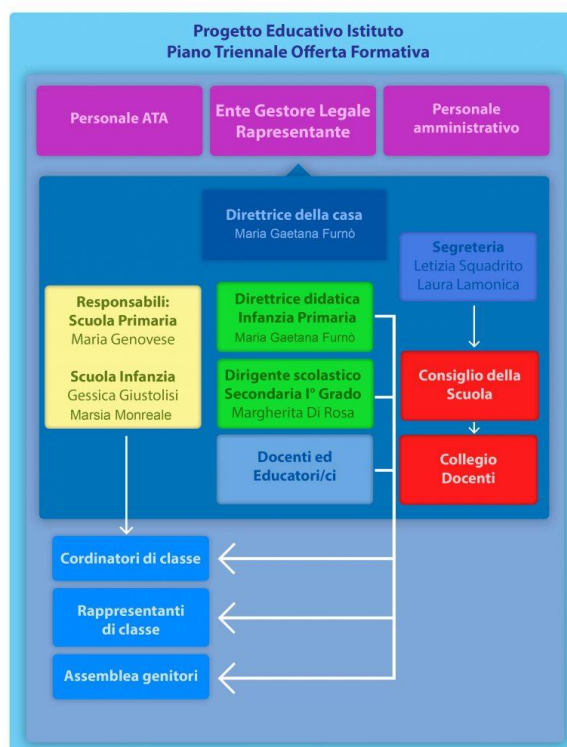 Progetto Educativo Istituto
Piano Triennale Offerta Formativa
Personale ATA
Ente Gestore Legale
Rapresentante
Personale
amministrativo
Direttrice della casa
Maria Gaetana Furnò
Segreteria
Letizia Squadrito
Laura Lamonica
Responsabili:
Scuola Primaria
Maria Genovese
Scuola Infanzia
Gessica Giustolisi
Marsia Monreale
Direttrice didatica
Infanzia Primaria
Maria Gaetana Furnò
Dirigente scolastico
Secondaria I° Grado
Margherita Di Rosa
Docenti ed
Educatori/ci
Consiglio della
Scuola
Collegio
Docenti
Cordinatori di classe
Rappresentanti
di classe
Assemblea genitori